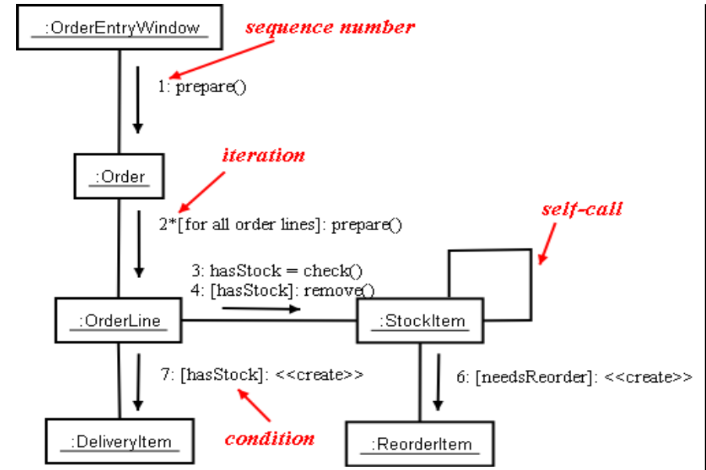 :OrderEntryWindow
sequence number
1: prepare()
:Order
iteration
2*[for all order lines]: prepare()
self-call
3: hasStock = check()
4: [hasStock]: remove()
:OrderLine
:StockItem
7: [hasStock]: <<create>>
6: [needsReorder]: <<create>>
condition
:DeliveryItem
:ReorderItem